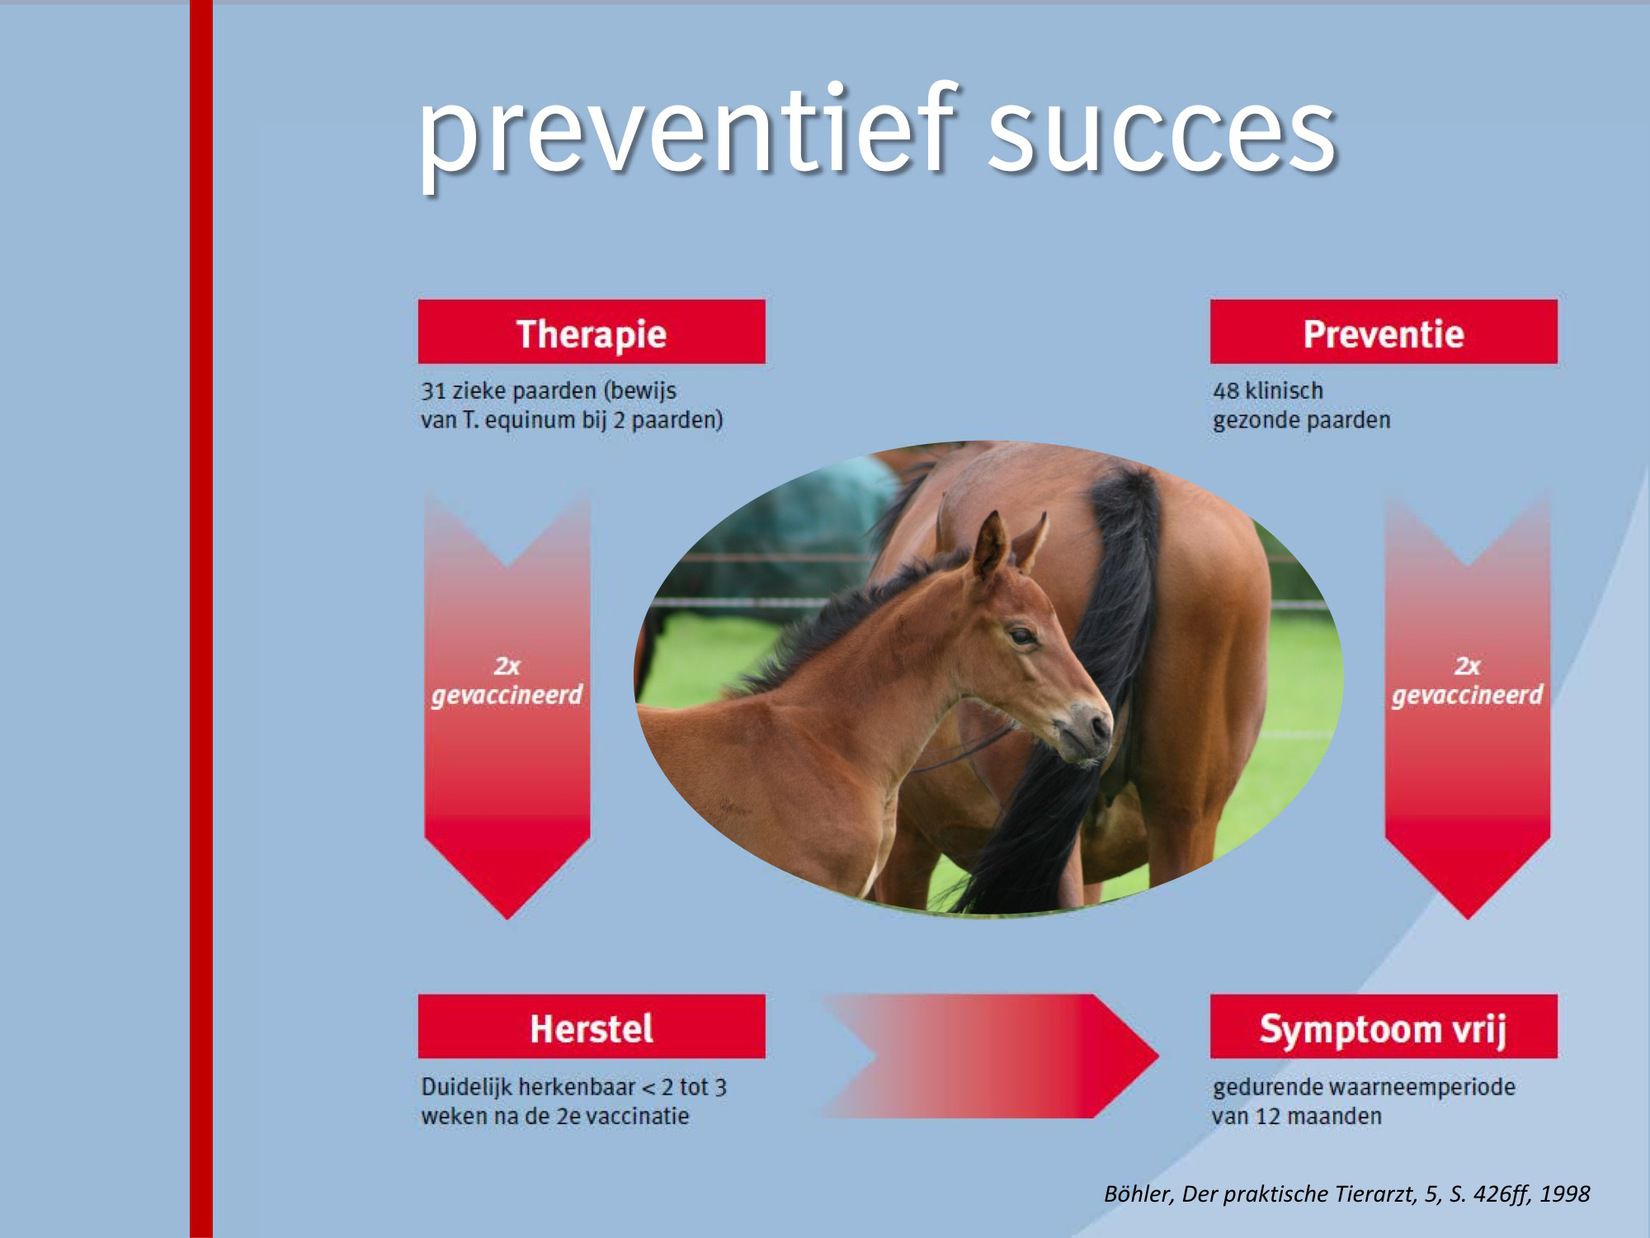 preventief succes
Therapie
31 zieke paarden (bewijs
van T. equinum bij 2 paarden)
Preventie
48 klinisch
gezonde paarden
2x
gevaccineerd
2x
gevaccineerd
Herstel
Duidelijk herkenbaar < 2 tot 3
weken na de 2e vaccinatie
Symptoom vrij
gedurende waarneemperiode
van 12 maanden
Böhler, Der praktische Tierarzt, 5, S. 426ff, 1998